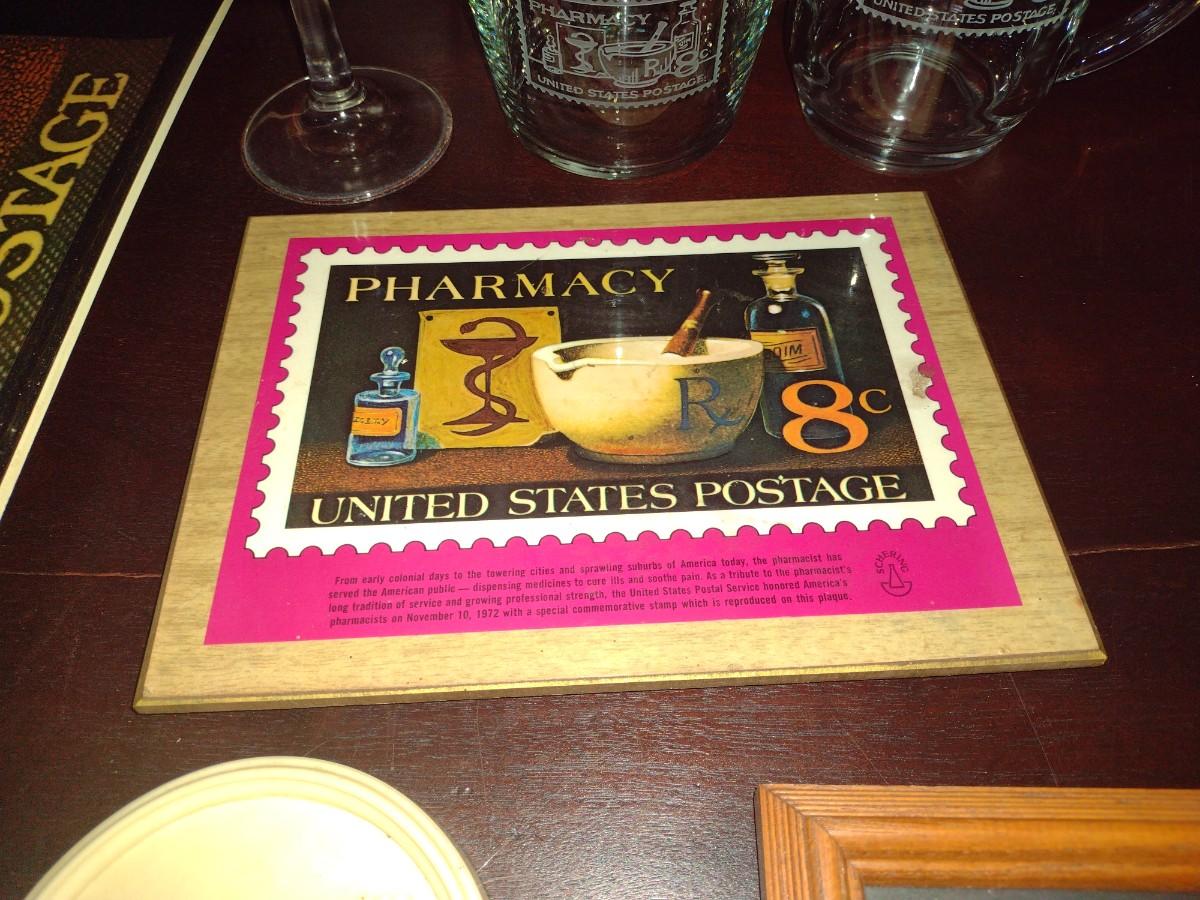 OSTAGE
PHARMACY
R
UNITED STATES POSTAGE
UNITED STATES POSTAGE
PHARMACY
R
8c
UNITED STATES POSTAGE
From early colonial days to the towering cities and sprawling suburbs of America today, the pharmacist has
served the American public — dispensing medicines to cure ills and soothe pain. As a tribute to the pharmacist's
long tradition of service and growing professional strength, the United States Postal Service honored America's
pharmacists on November 10, 1972 with a special commemorative stamp which is reproduced on this plaque.
SCHERING